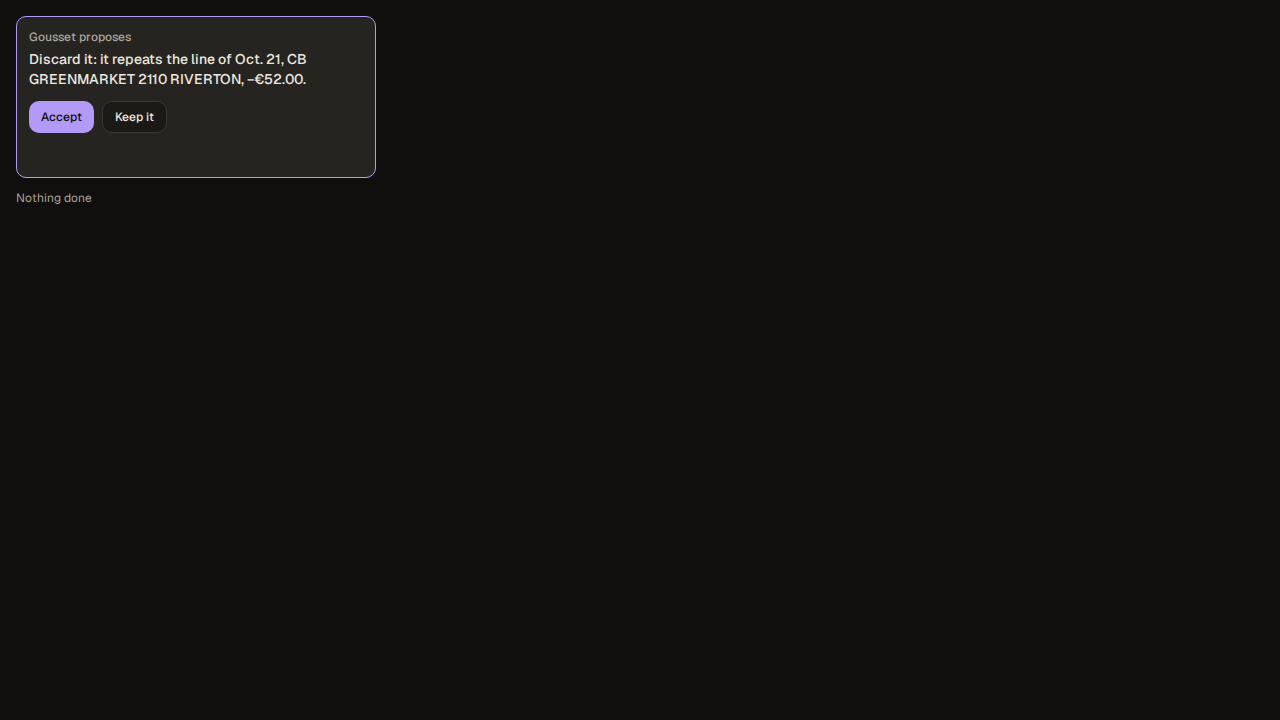 Gousset proposes
Discard it: it repeats the line of Oct. 21, CB
GREENMARKET 2110 RIVERTON, −€52.00.
Accept
Keep it
Nothing done